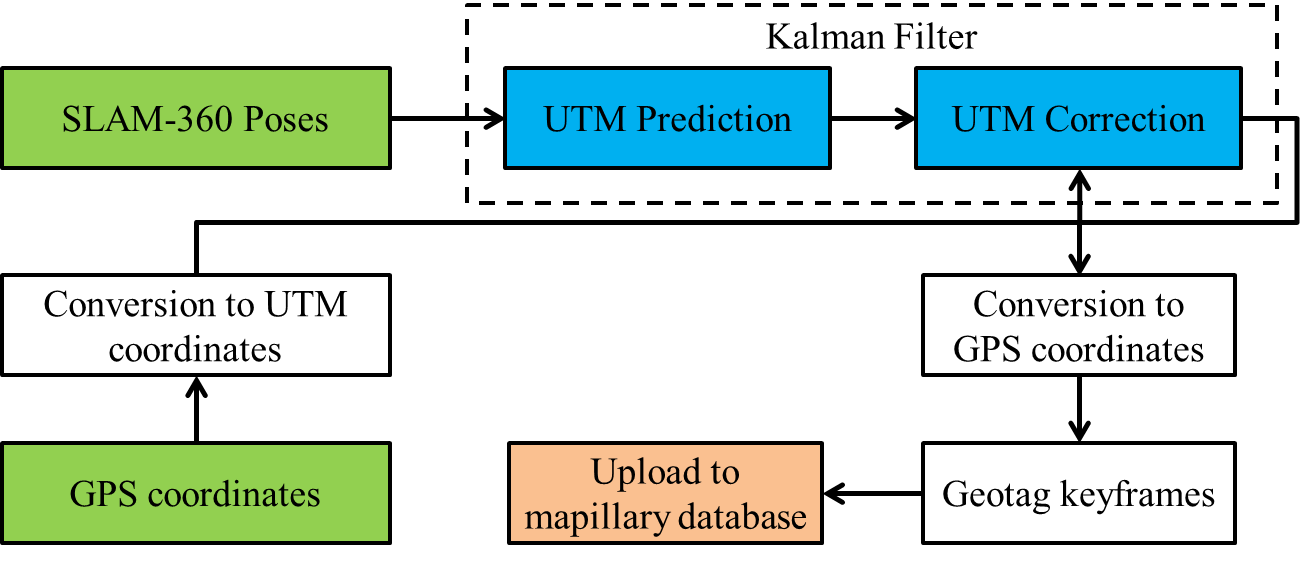 Kalman Filter
SLAM-360 Poses
UTM Prediction
UTM Correction
Conversion to UTM
coordinates
Conversion to
GPS coordinates
GPS coordinates
Upload to
mapillary database
Geotag keyframes